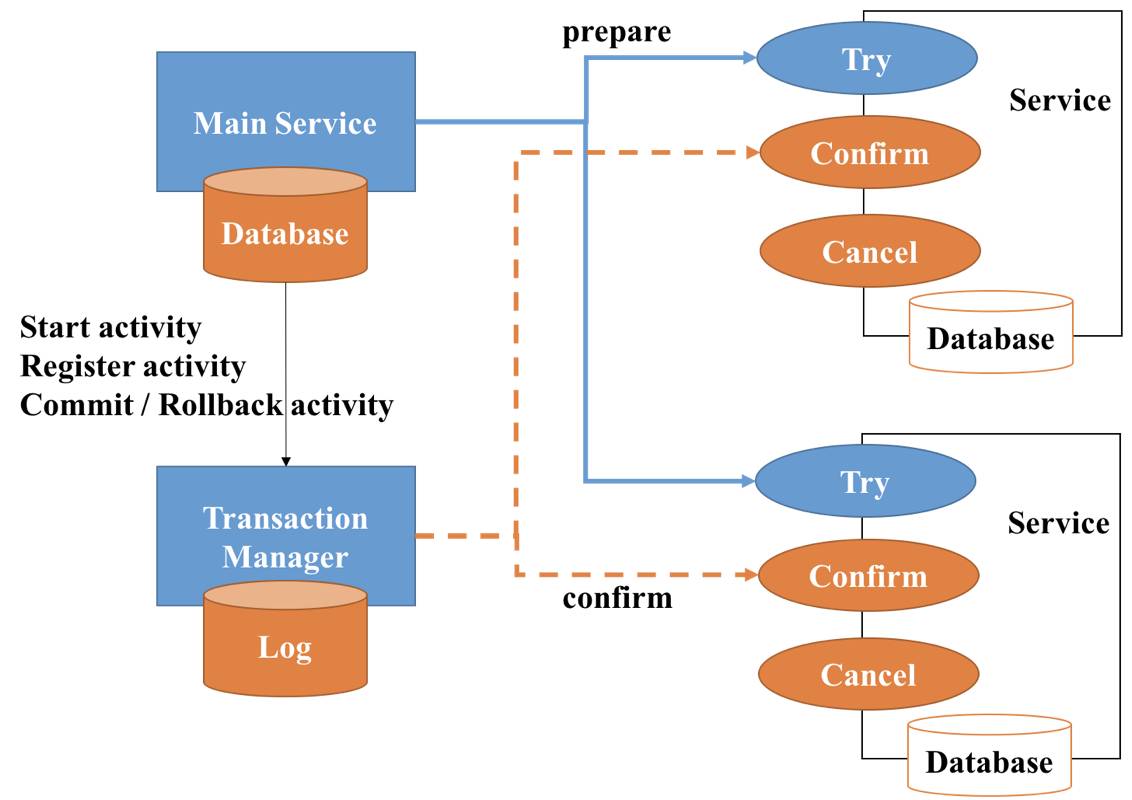 prepare
Main Service
Database
Start activity
Register activity
Commit / Rollback activity
Transaction
Manager
Log
confirm
Try
Service
Confirm
Cancel
Database
Try
Service
Confirm
Cancel
Database